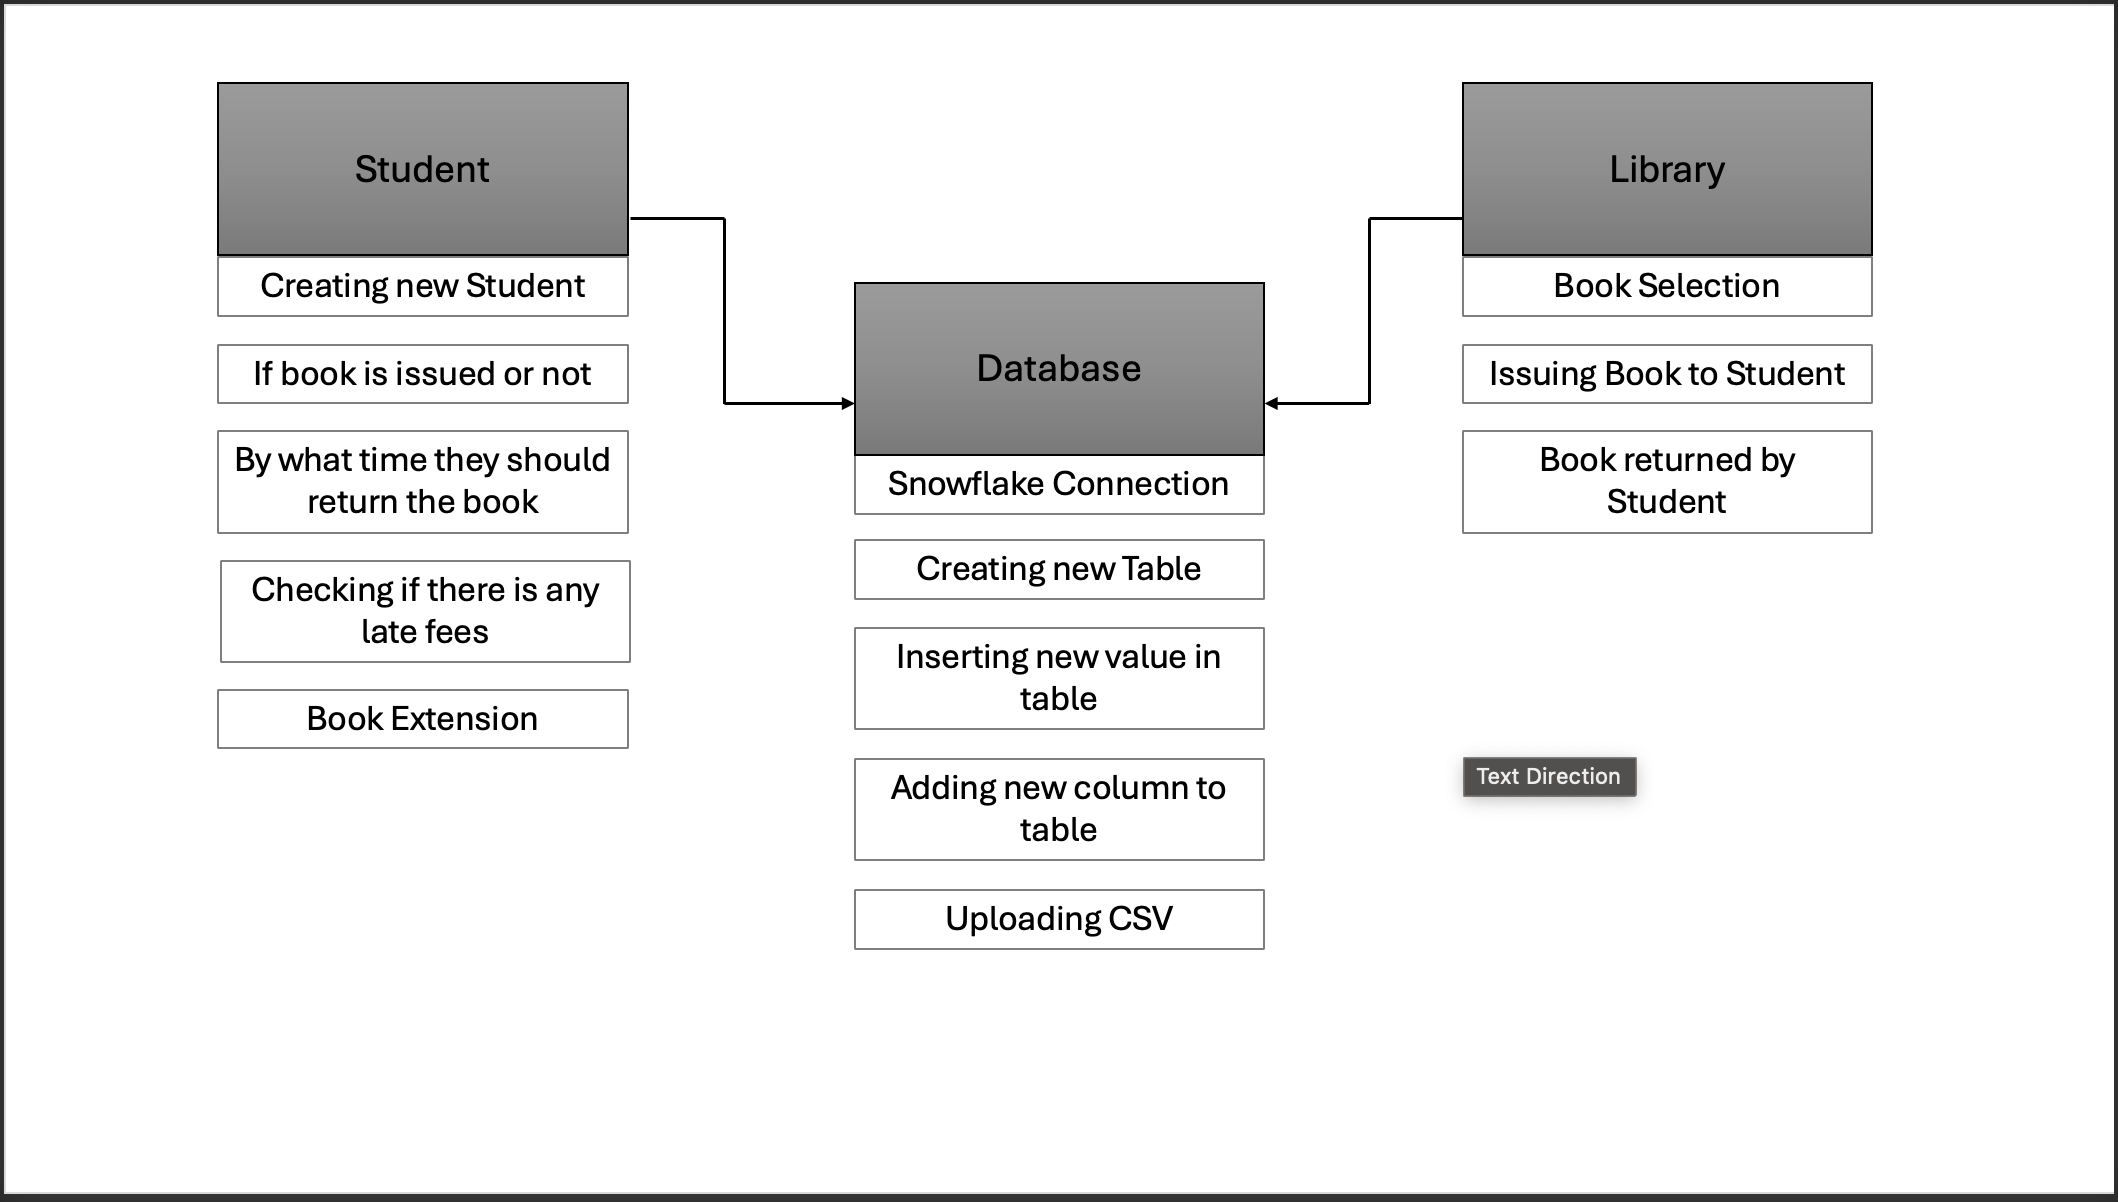 Student
Creating new Student
If book is issued or not
By what time they should
return the book
Checking if there is any
late fees
Book Extension
Database
Snowflake Connection
Creating new Table
Inserting new value in
table
Adding new column to
table
Uploading CSV
Library
Book Selection
Issuing Book to Student
Book returned by
Student
Text Direction